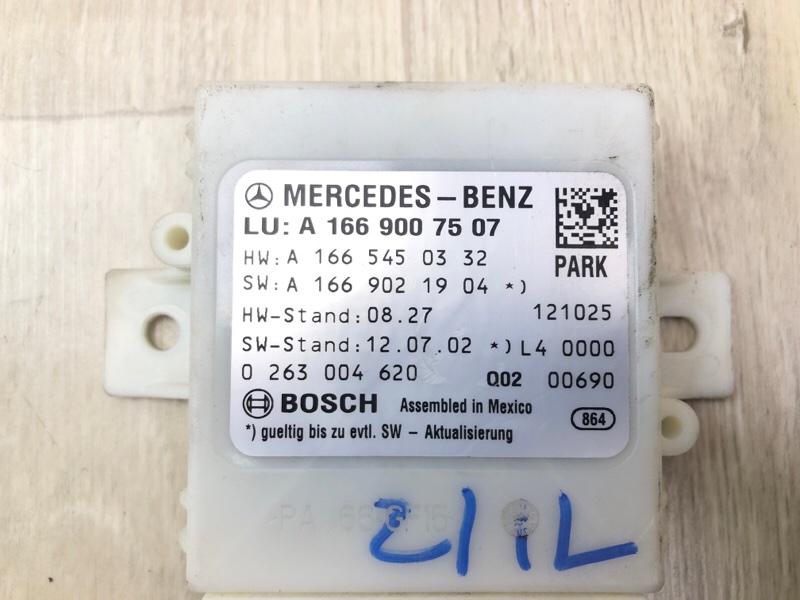 MERCEDES-BENZ
LU: A 166 900 75 07
HW: A 166 545 03 32
PARK
SW: A 166 902 19 04 *)
HW-Stand: 08.27 121025
SW-Stand: 12.07.02 *) L4 0000
0 263 004 620 Q02 00690
BOSCH Assembled in Mexico 864
*) gueltig bis zu evtl. SW - Aktualisierung